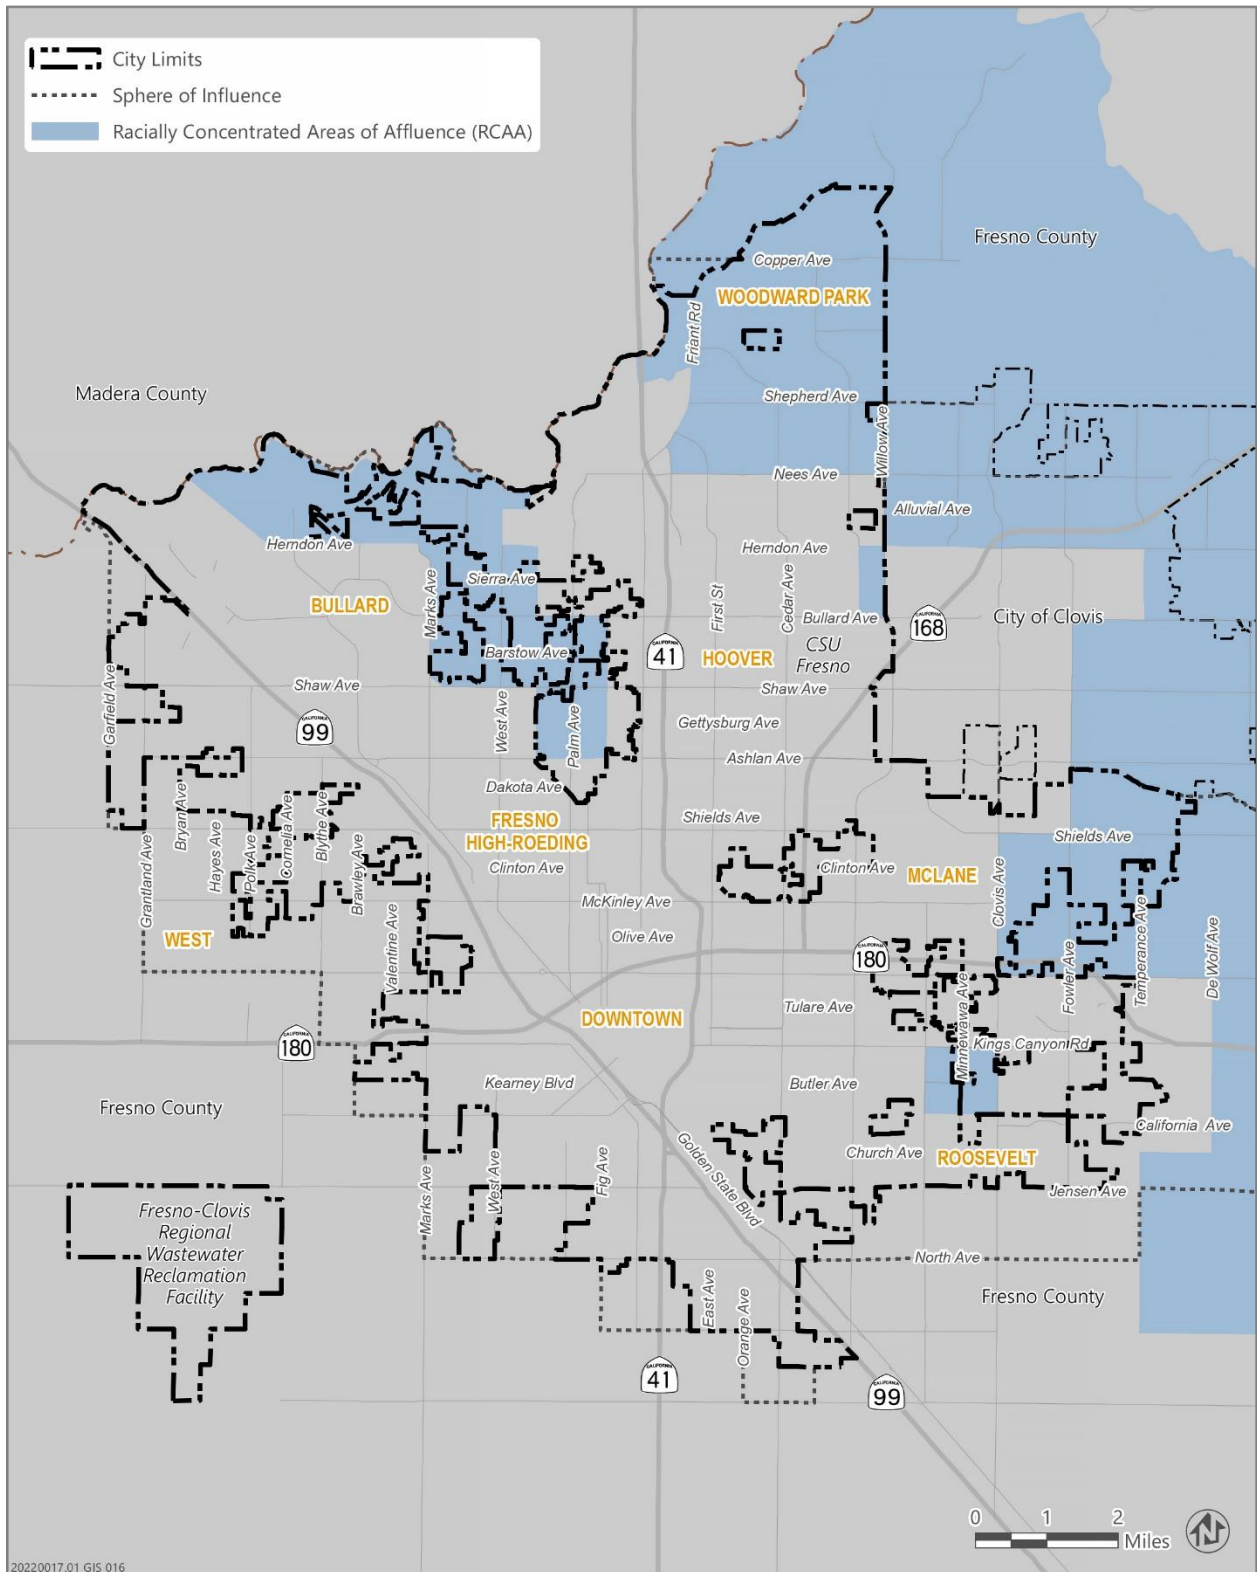 City Limits
Sphere of Influence
Racially Concentrated Areas of Affluence (RCAA)
Fresno County
Copper Ave
WOODWARD PARK
Friant Rd
Madera County
Shepherd Ave
Willow Ave
Nees Ave
Alluvial Ave
Herndon Ave
Herndon Ave
Marks Ave
Sierra Ave
BULLARD
First St
Cedar Ave
Bullard Ave
CALIFORNIA
168
City of Clovis
Barstow Ave
CALIFORNIA
41
HOOVER
CSU
Fresno
Garfield Ave
Shaw Ave
Shaw Ave
CALIFORNIA
99
West Ave
Palm Ave
Gettysburg Ave
Ashlan Ave
Dakota Ave
Bryan Ave
Cornelia Ave
Blythe Ave
FRESNO
HIGH-ROEDING
Shields Ave
Shields Ave
Grantland Ave
Hayes Ave
Polk Ave
Brawley Ave
Clinton Ave
Clinton Ave
MCLANE
Clovis Ave
McKinley Ave
WEST
Valentine Ave
Olive Ave
CALIFORNIA
180
Fowler Ave
Temperance Ave
De Wolf Ave
DOWNTOWN
Tulare Ave
Minnewawa Ave
CALIFORNIA
180
Kings Canyon Rd
Kearney Blvd
Butler Ave
Fresno County
California Ave
Golden State Blvd
Church Ave
ROOSEVELT
Marks Ave
West Ave
Fig Ave
Jensen Ave
Fresno-Clovis
Regional
Wastewater
Reclamation
Facility
North Ave
East Ave
Orange Ave
Fresno County
CALIFORNIA
41
CALIFORNIA
99
0 1 2
Miles
N
20220017.01 GIS 016